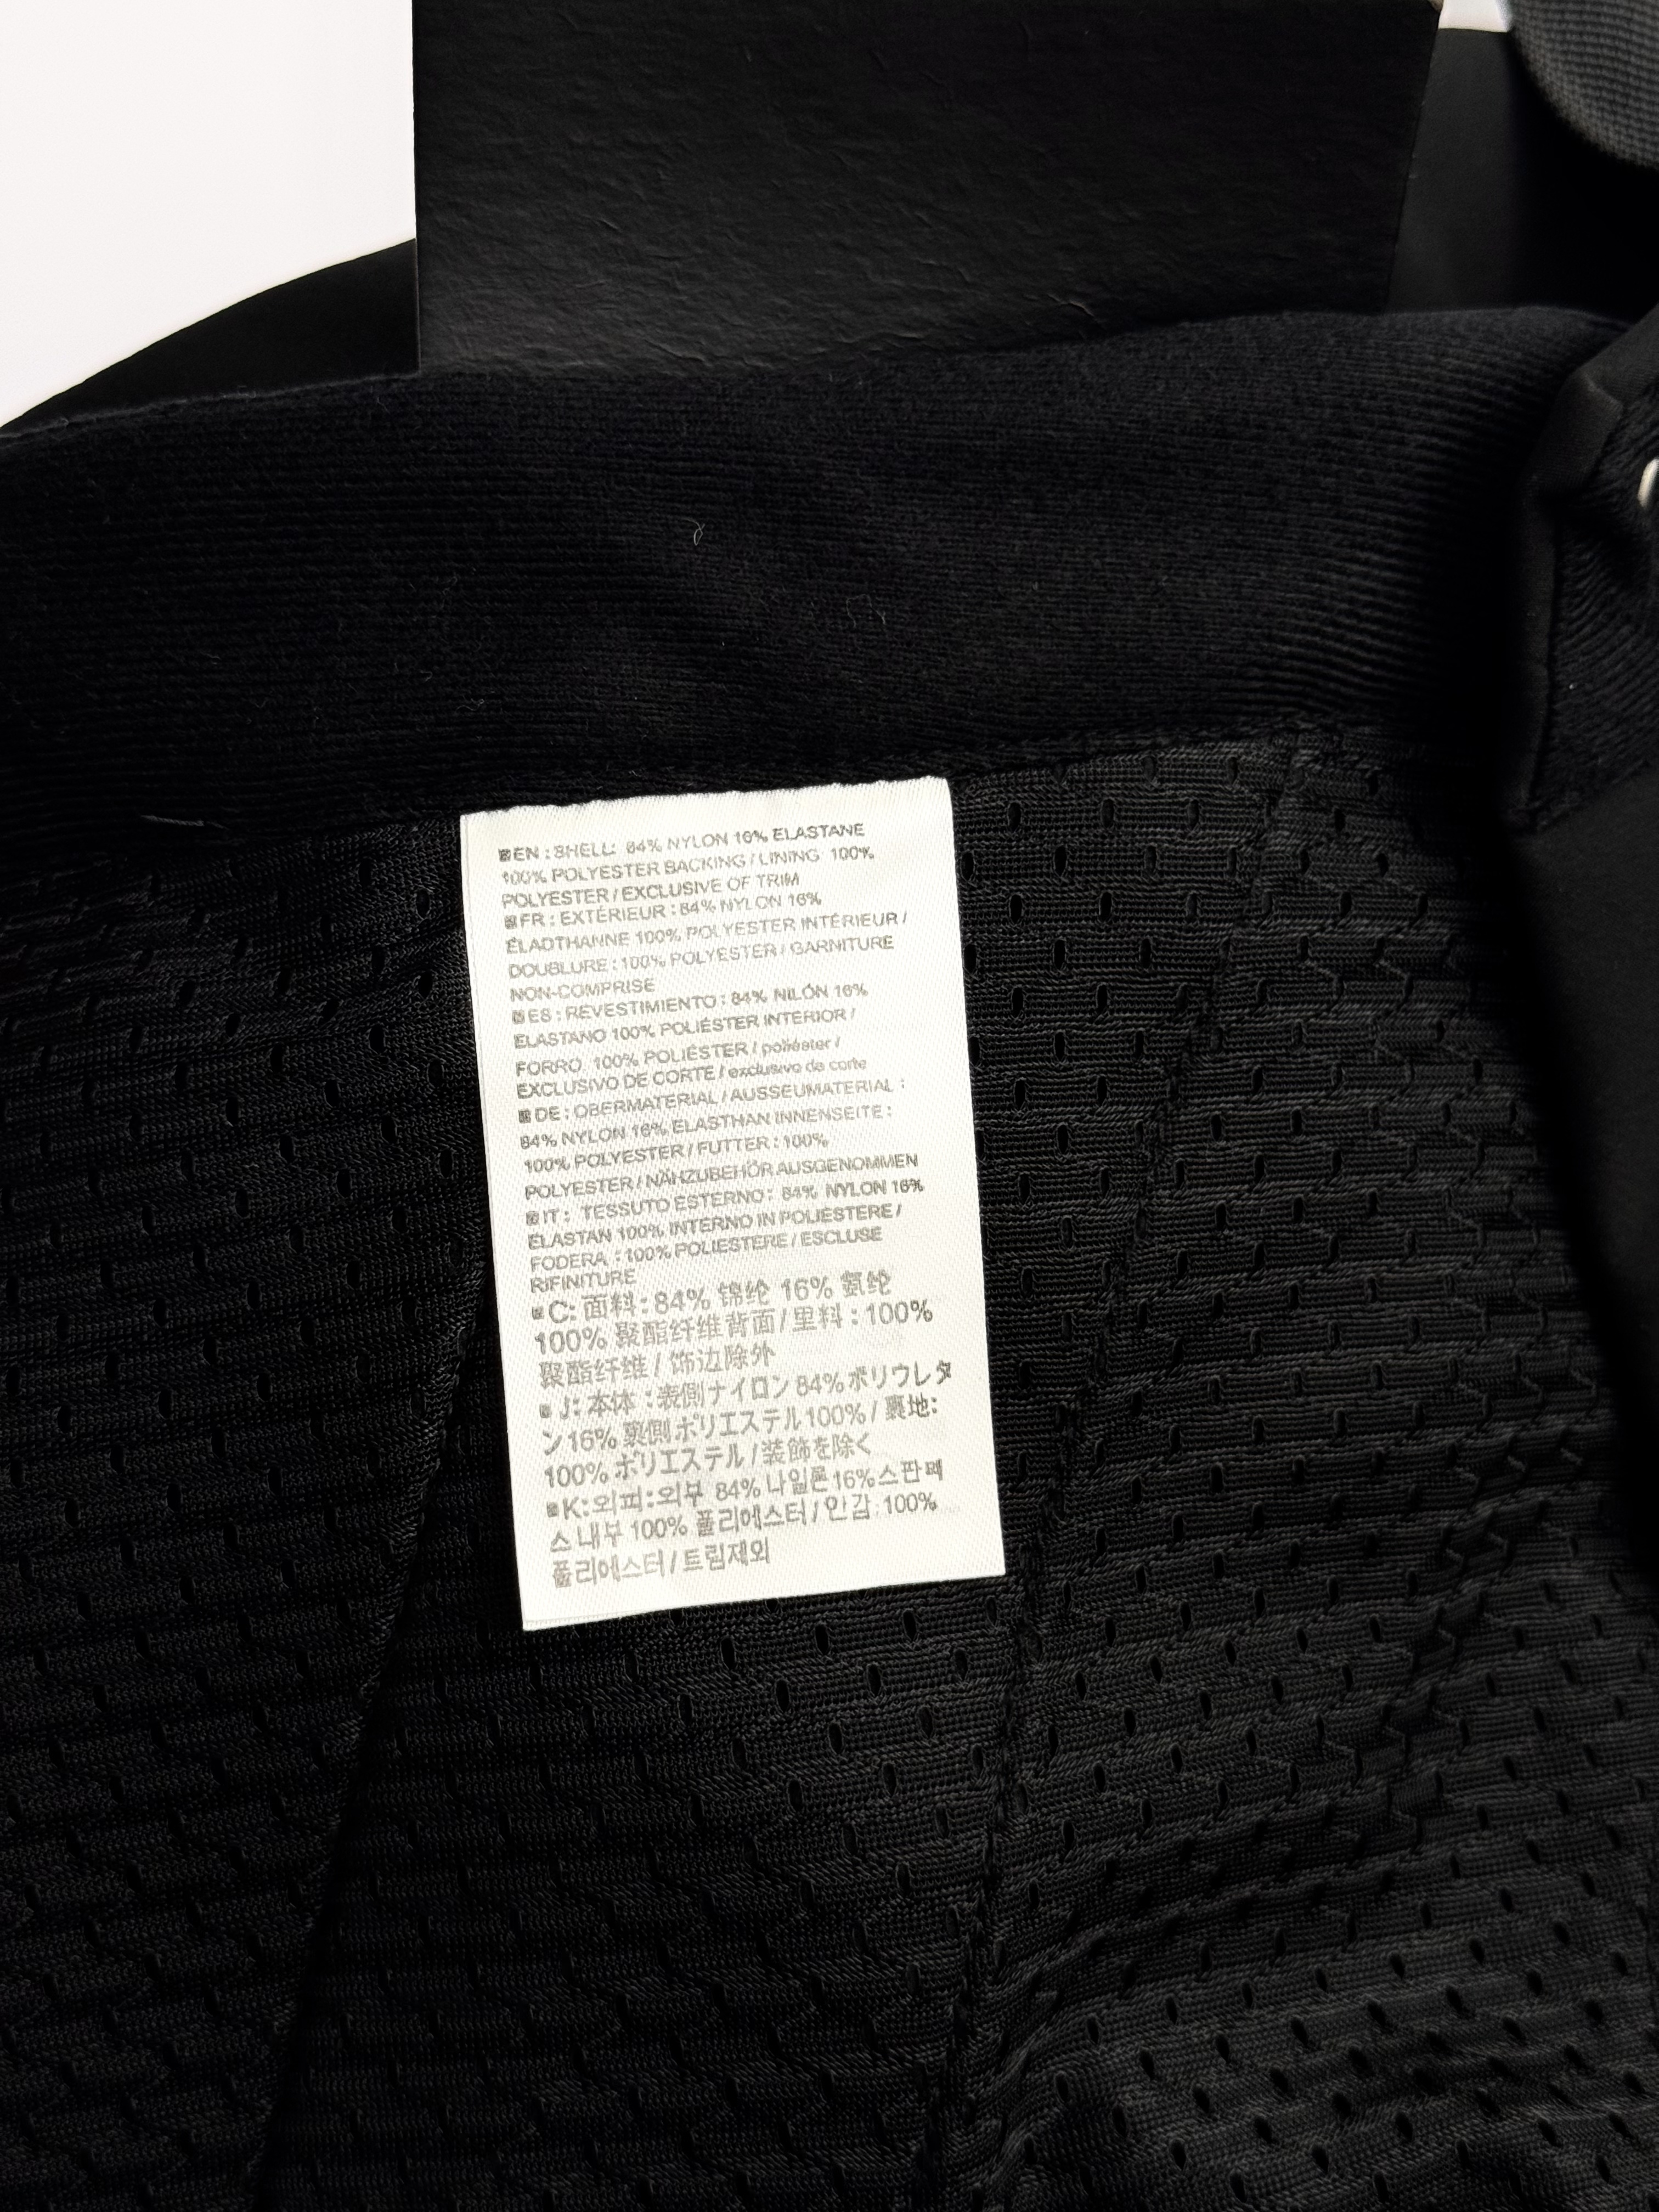 EN : SHELL: 84% NYLON 16% ELASTANE
100% POLYESTER BACKING / LINING: 100%
POLYESTER / EXCLUSIVE OF TRIM
FR : EXTÉRIEUR : 84% NYLON 16%
ÉLADTHANNE 100% POLYESTER INTÉRIEUR /
DOUBLURE : 100% POLYESTER / GARNITURE
NON-COMPRISE
ES : REVESTIMIENTO : 84% NILÓN 16%
ELASTANO 100% POLIÉSTER INTERIOR /
FORRO: 100% POLIÉSTER / poliéster /
EXCLUSIVO DE CORTE / exclusivo de corte
DE : OBERMATERIAL / AUSSEUMATERIAL :
84% NYLON 16% ELASTHAN INNENSEITE :
100% POLYESTER / FUTTER : 100%
POLYESTER / NÄHZUBEHÖR AUSGENOMMEN
IT : TESSUTO ESTERNO : 84% NYLON 16%
ELASTAN 100% INTERNO IN POLIESTERE /
FODERA : 100% POLIESTERE / ESCLUSE
RIFINITURE
C: 面料 : 84% 锦纶 16% 氨纶
100% 聚酯纤维背面 / 里料 : 100%
聚酯纤维 / 饰边除外
J: 本体 : 表側ナイロン 84% ポリウレタ
ン 16% 裏側ポリエステル 100% / 裏地:
100% ポリエステル / 装飾を除く
K: 외피: 외부 84% 나일론 16% 스판덱
스 내부 100% 폴리에스터 / 안감: 100%
폴리에스터 / 트림제외